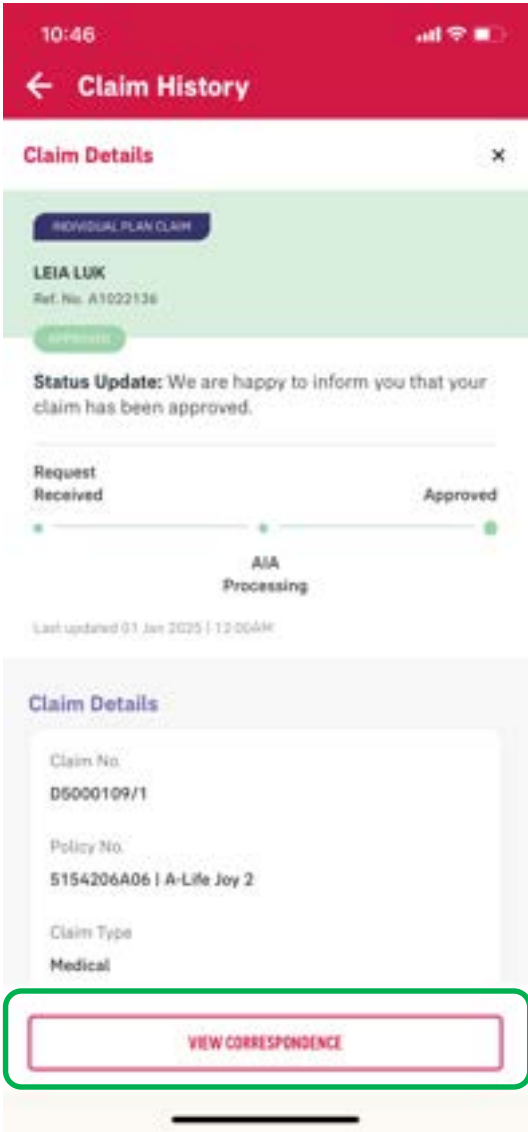 10:46
Claim History
Claim Details
INDIVIDUAL PLAN CLAIM
LEIA LUK
Ref. No. A1022136
APPROVED
Status Update: We are happy to inform you that your
claim has been approved.
Request
Received
Approved
AIA
Processing
Last updated 01 Jan 2025 | 12:00AM
Claim Details
Claim No.
D5000109/1
Policy No.
5154206A06 | A-Life Joy 2
Claim Type
Medical
VIEW CORRESPONDENCE